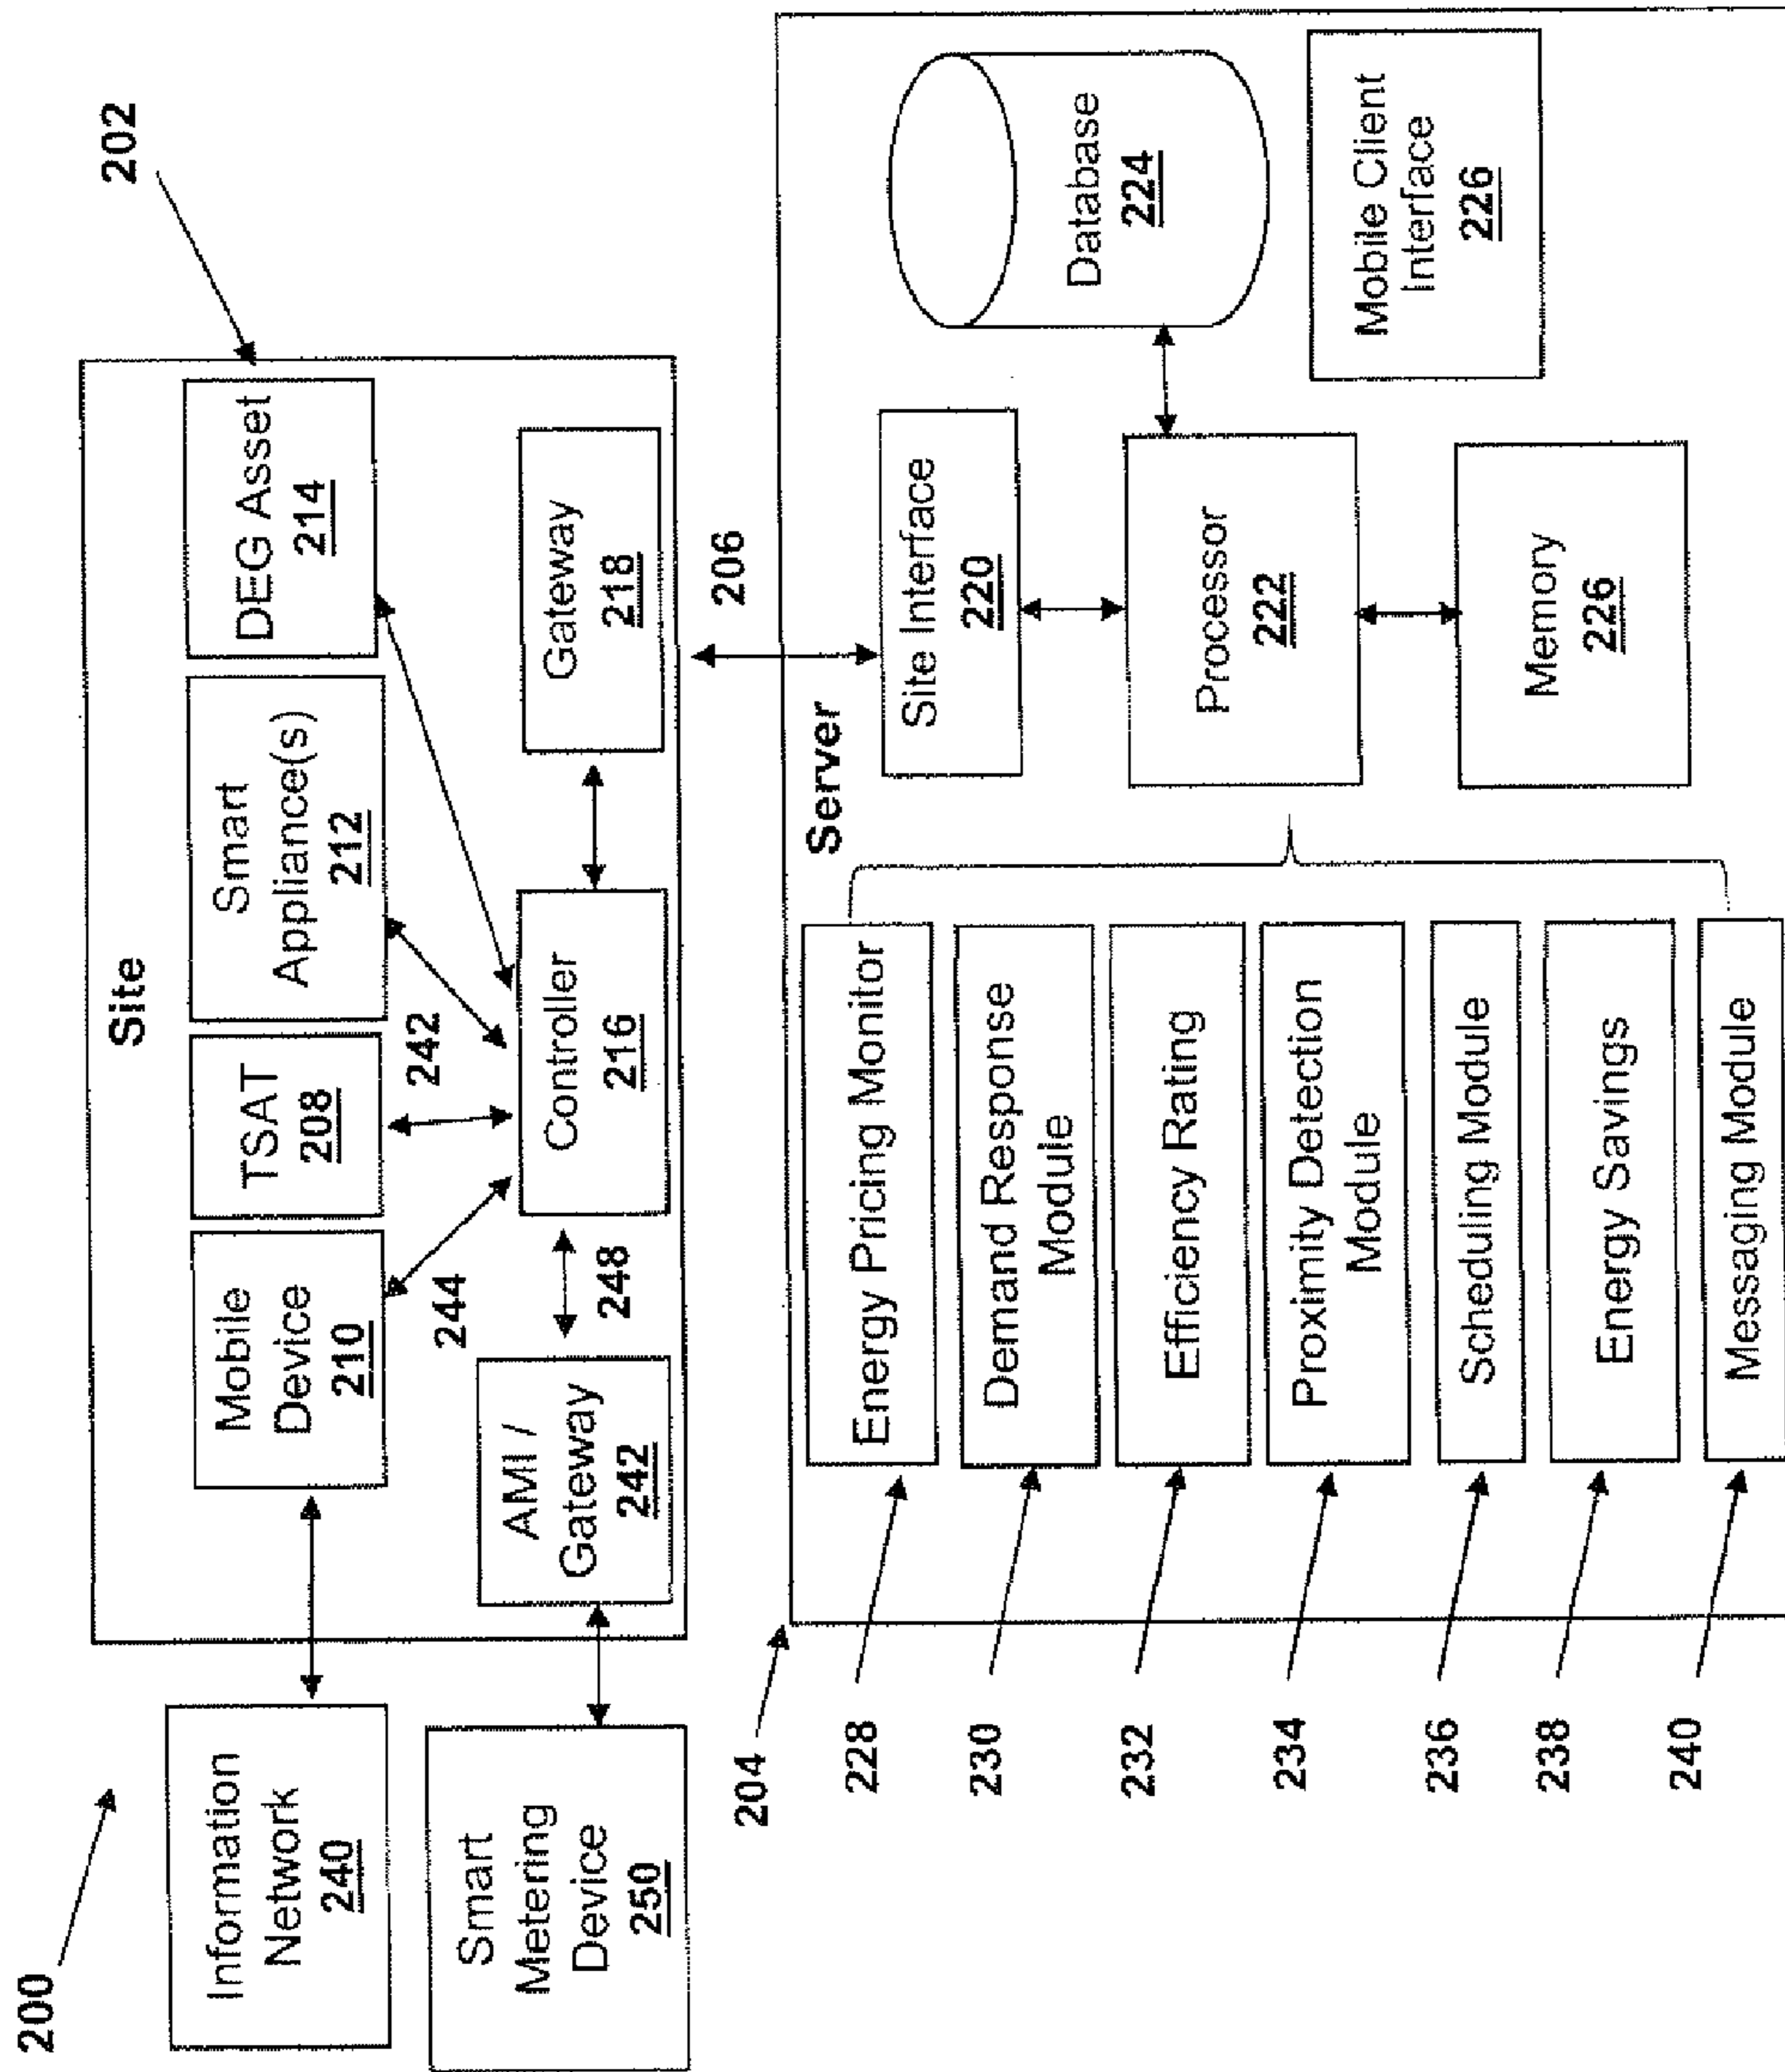 200
202
Site
Information
Network
240
Mobile
Device
210
TSAT
208
Smart
Appliance(s)
212
DEG Asset
214
244
242
Smart
Metering
Device
250
AMI /
Gateway
242
248
Controller
216
Gateway
218
206
204
Server
228
Energy Pricing Monitor
230
Demand Response
Module
232
Efficiency Rating
234
Proximity Detection
Module
236
Scheduling Module
238
Energy Savings
240
Messaging Module
Site Interface
220
Processor
222
Memory
226
Database
224
Mobile Client
Interface
226